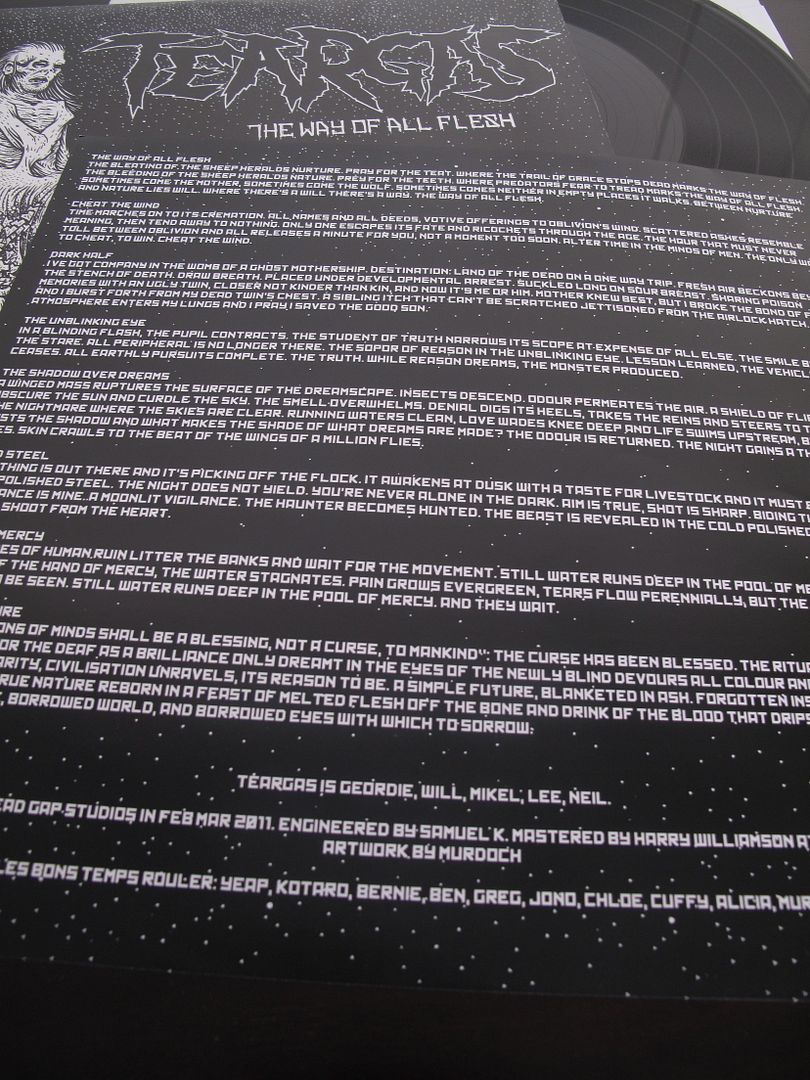 TEARGAS
THE WAY OF ALL FLESH
THE WAY OF ALL FLESH
THE BLEATING OF THE SHEEP HERALDS NURTURE. PRAY FOR THE TEAT. WHERE THE TRAIL OF GRACE STOPS DEAD MARKS THE WAY OF FLESH.
THE BLEEDING OF THE SHEEP HERALDS NATURE. PREY FOR THE TEETH. WHERE PREDATORS FEAR TO TREAD MARKS THE WAY OF ALL FLESH.
SOMETIMES COME THE MOTHER, SOMETIMES COME THE WOLF. SOMETIMES COMES NEITHER IN EMPTY PLACES IT WALKS. BETWEEN NURTURE
AND NATURE LIES WILL. WHERE THERE'S A WILL THERE'S A WAY. THE WAY OF ALL FLESH.
CHEAT THE WIND
TIME MARCHES ON TO ITS CREMATION. ALL NAMES AND ALL DEEDS, VOTIVE OFFERINGS TO OBLIVION'S WIND. SCATTERED ASHES RESEMBLE
MEANING, THEN TEND AWAY TO NOTHING. ONLY ONE ESCAPES ITS FATE AND RICOCHETS THROUGH THE AGE. THE HOUR THAT MUST NEVER
TOLL BETWEEN OBLIVION AND ALL RELEASES A MINUTE FOR YOU, NOT A MOMENT TOO SOON. ALTER TIME IN THE MINDS OF MEN. THE ONLY W
TO CHEAT, TO WIN. CHEAT THE WIND.
DARK HALF
I'VE GOT COMPANY IN THE WOMB OF A GHOST MOTHERSHIP. DESTINATION: LAND OF THE DEAD ON A ONE WAY TRIP. FRESH AIR BECKONS BE
THE STENCH OF DEATH. DRAW BREATH. PLACED UNDER DEVELOPMENTAL ARREST. SUCKLED LONG ON SOUR BREAST. SHARING POISON
MEMORIES WITH AN UGLY TWIN, CLOSER NOT KINDER THAN KIN, AND NOW IT'S ME OR HIM. MOTHER KNEW BEST, BUT I BROKE THE BOND OF F
AND I BURST FORTH FROM MY DEAD TWIN'S CHEST. A SIBLING ITCH THAT CAN'T BE SCRATCHED JETTISONED FROM THE AIRLOCK HATCH.
ATMOSPHERE ENTERS MY LUNGS AND I PRAY I SAVED THE GOOD SON.
THE UNBLINKING EYE
IN A BLINDING FLASH, THE PUPIL CONTRACTS. THE STUDENT OF TRUTH NARROWS ITS SCOPE AT EXPENSE OF ALL ELSE. THE SMILE B
THE STARE. ALL PERIPHERAL IS NO LONGER THERE. THE SOPOR OF REASON IN THE UNBLINKING EYE. LESSON LEARNED, THE VEHICL
CEASES. ALL EARTHLY PURSUITS COMPLETE. THE TRUTH. WHILE REASON DREAMS, THE MONSTER PRODUCED.
THE SHADOW OVER DREAMS
A WINGED MASS RUPTURES THE SURFACE OF THE DREAMSCAPE. INSECTS DESCEND. ODOUR PERMEATES THE AIR. A SHIELD OF FLI
OBSCURE THE SUN AND CURDLE THE SKY. THE SMELL OVERWHELMS. DENIAL DIGS ITS HEELS, TAKES THE REINS AND STEERS TO T
HE NIGHTMARE WHERE THE SKIES ARE CLEAR. RUNNING WATERS CLEAN, LOVE WADES KNEE DEEP AND LIFE SWIMS UPSTREAM, B
STS THE SHADOW AND WHAT MAKES THE SHADE OF WHAT DREAMS ARE MADE? THE ODOUR IS RETURNED. THE NIGHT GAINS A TH
ES. SKIN CRAWLS TO THE BEAT OF THE WINGS OF A MILLION FLIES.
D STEEL
THING IS OUT THERE AND IT'S PICKING OFF THE FLOCK. IT AWAKENS AT DUSK WITH A TASTE FOR LIVESTOCK AND IT MUST B
POLISHED STEEL. THE NIGHT DOES NOT YIELD. YOU'RE NEVER ALONE IN THE DARK. AIM IS TRUE, SHOT IS SHARP. BIDING TI
ANCE IS MINE. A MOONLIT VIGILANCE. THE HAUNTER BECOMES HUNTED. THE BEAST IS REVEALED IN THE COLD POLISHED
SHOOT FROM THE HEART.
MERCY
ES OF HUMAN RUIN LITTER THE BANKS AND WAIT FOR THE MOVEMENT. STILL WATER RUNS DEEP IN THE POOL OF ME
F THE HAND OF MERCY, THE WATER STAGNATES. PAIN GROWS EVERGREEN, TEARS FLOW PERENNIALLY, BUT THE
O BE SEEN. STILL WATER RUNS DEEP IN THE POOL OF MERCY. AND THEY WAIT.
URE
ONS OF MINDS SHALL BE A BLESSING, NOT A CURSE, TO MANKIND": THE CURSE HAS BEEN BLESSED. THE RITU
OR THE DEAF AS A BRILLIANCE ONLY DREAMT IN THE EYES OF THE NEWLY BLIND DEVOURS ALL COLOUR AN
ARITY, CIVILISATION UNRAVELS, ITS REASON TO BE. A SIMPLE FUTURE, BLANKETED IN ASH. FORGOTTEN INS
RUE NATURE REBORN IN A FEAST OF MELTED FLESH OFF THE BONE AND DRINK OF THE BLOOD THAT DRIPS
, BORROWED WORLD, AND BORROWED EYES WITH WHICH TO SORROW.
TEARGAS IS GEORDIE, WILL, MIKEL, LEE, NEIL.
EAD GAP STUDIOS IN FEB MAR 2011. ENGINEERED BY SAMUEL K. MASTERED BY HARRY WILLIAMSON A
ARTWORK BY MURDOCH
LES BONS TEMPS ROULER: YEAP, KOTARO, BERNIE, BEN, GREG, JONO, CHLOE, CUFFY, ALICIA, MUR